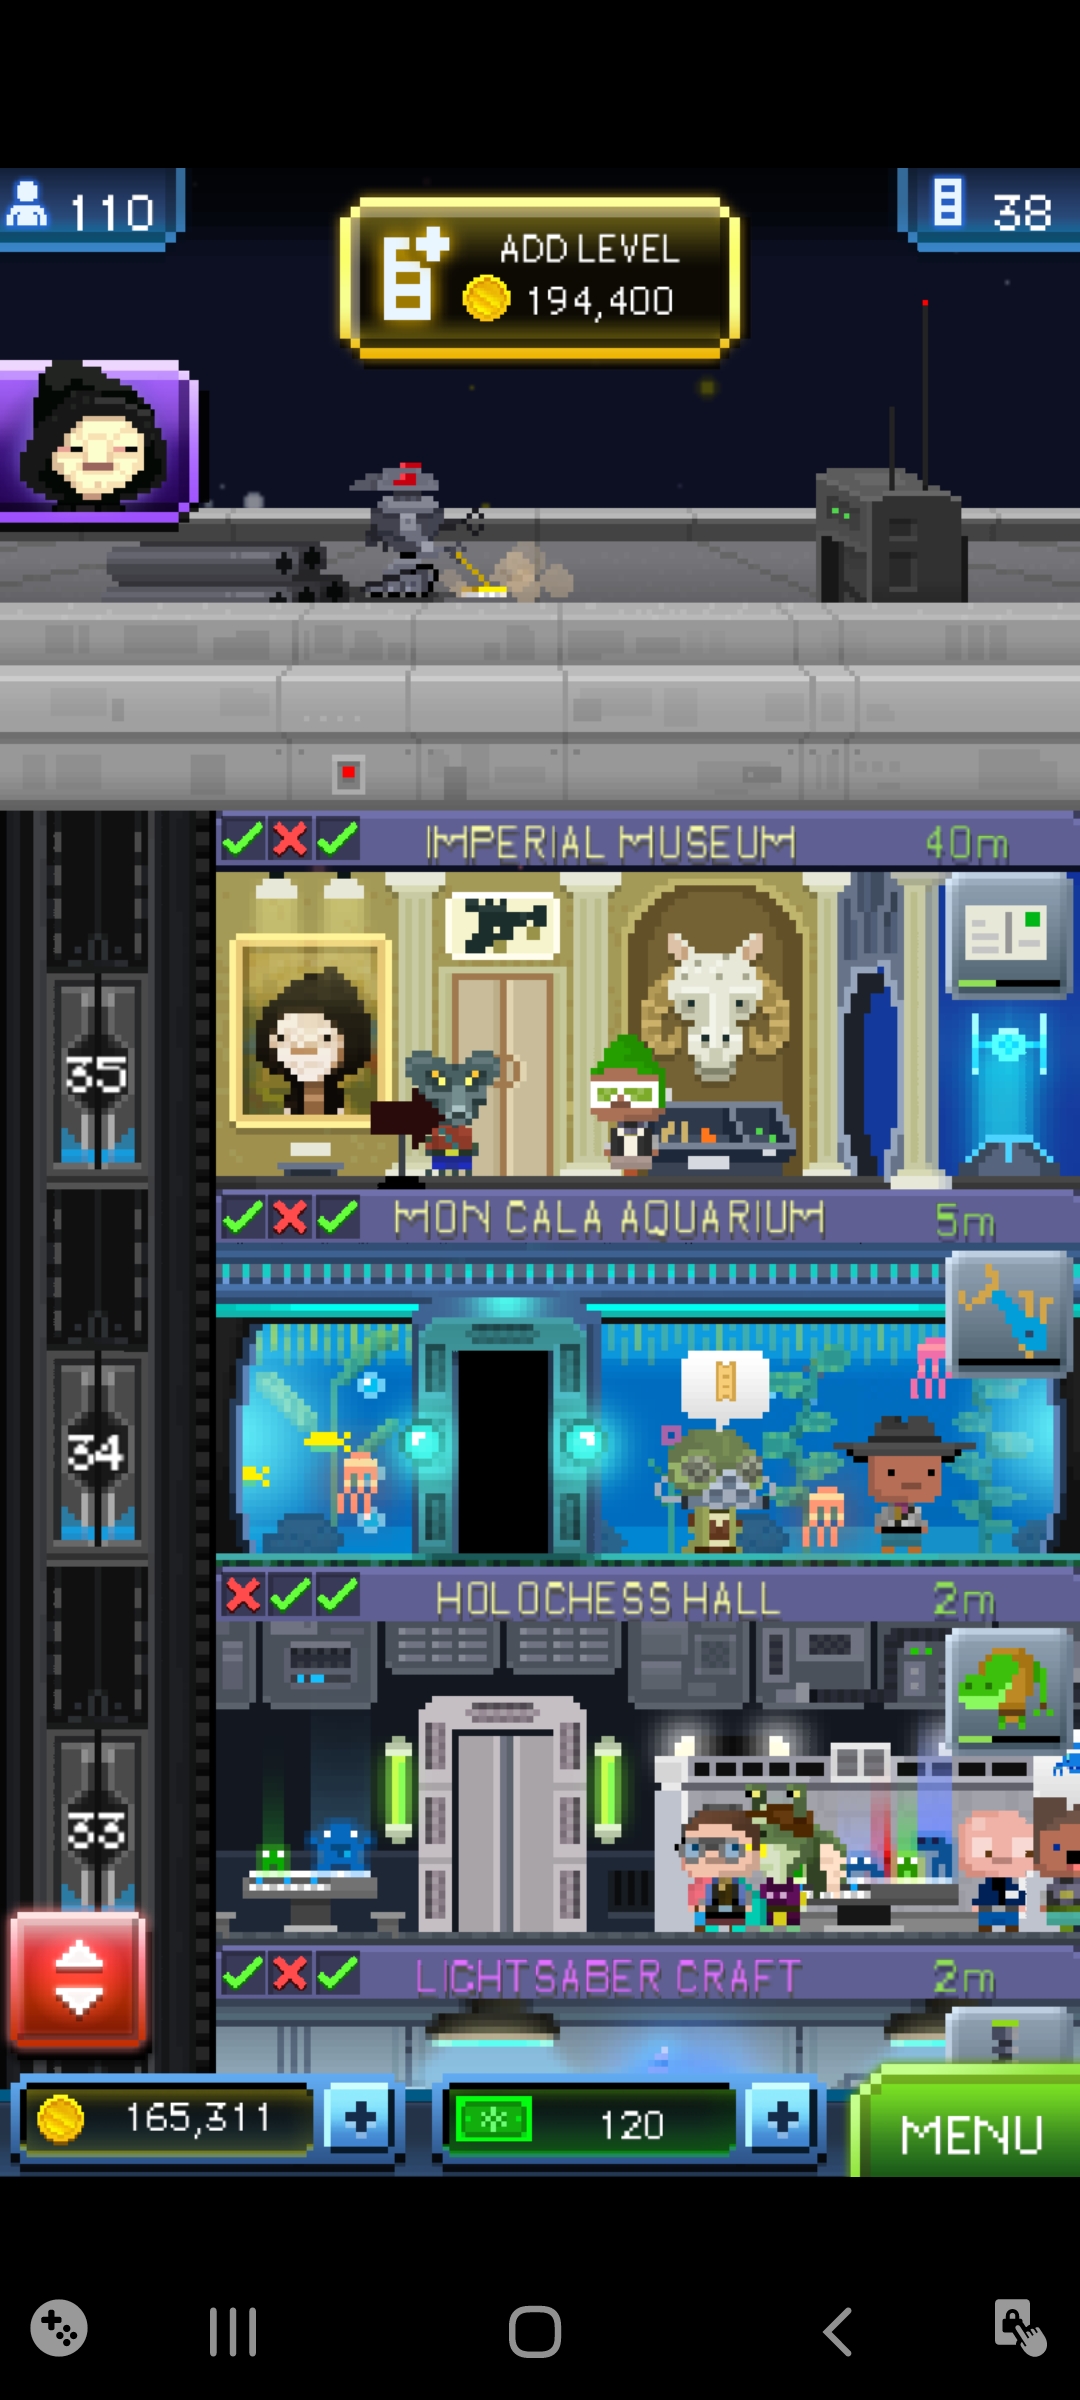 110
ADD LEVEL
194,400
38
IMPERIAL MUSEUM 40m
35
MON CALA AQUARIUM 5m
34
HOLOCHESS HALL 2m
33
LIGHTSABER CRAFT 2m
165,311
120
MENU